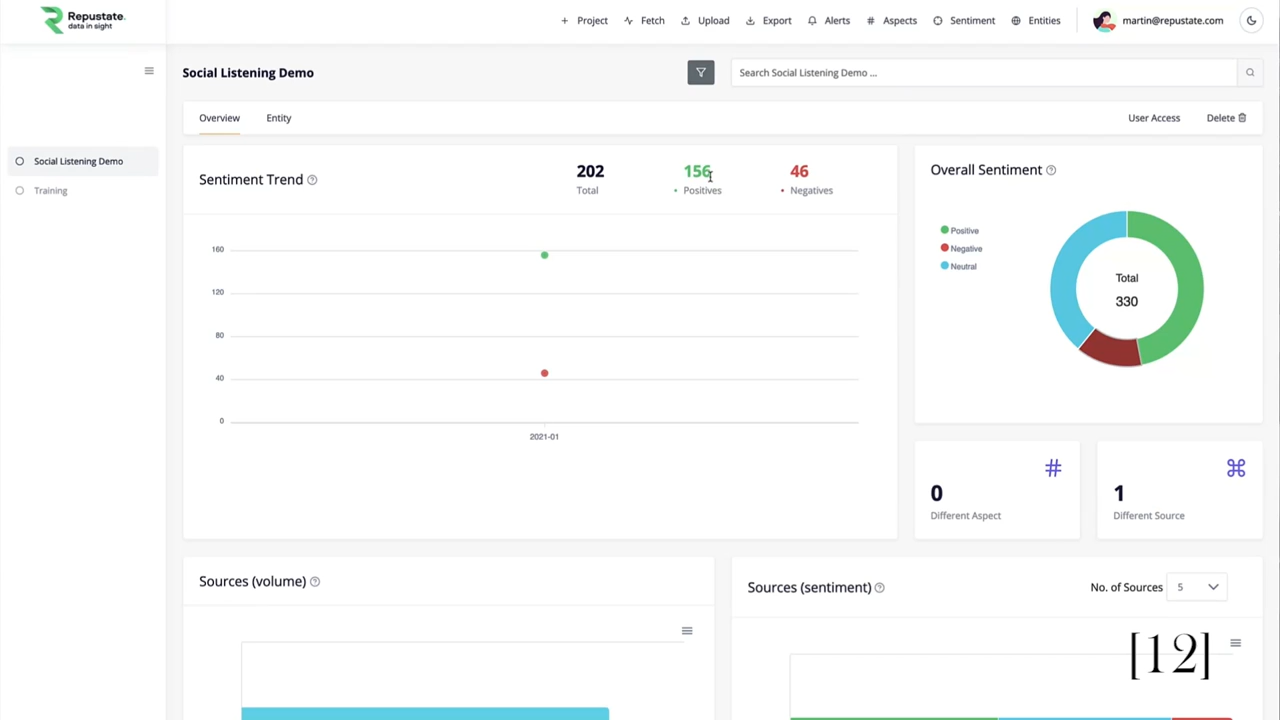 Repustate.
data in sight
+ Project
Fetch
Upload
Export
Alerts
# Aspects
Sentiment
Entities
martin@repustate.com
Social Listening Demo
Search Social Listening Demo ...
Overview
Entity
User Access
Delete
Social Listening Demo
Training
Sentiment Trend
202
Total
156
Positives
46
Negatives
160
120
80
40
0
2021-01
Overall Sentiment
Positive
Negative
Neutral
Total
330
#
0
Different Aspect
⌘
1
Different Source
Sources (volume)
Sources (sentiment)
No. of Sources
5
[12]